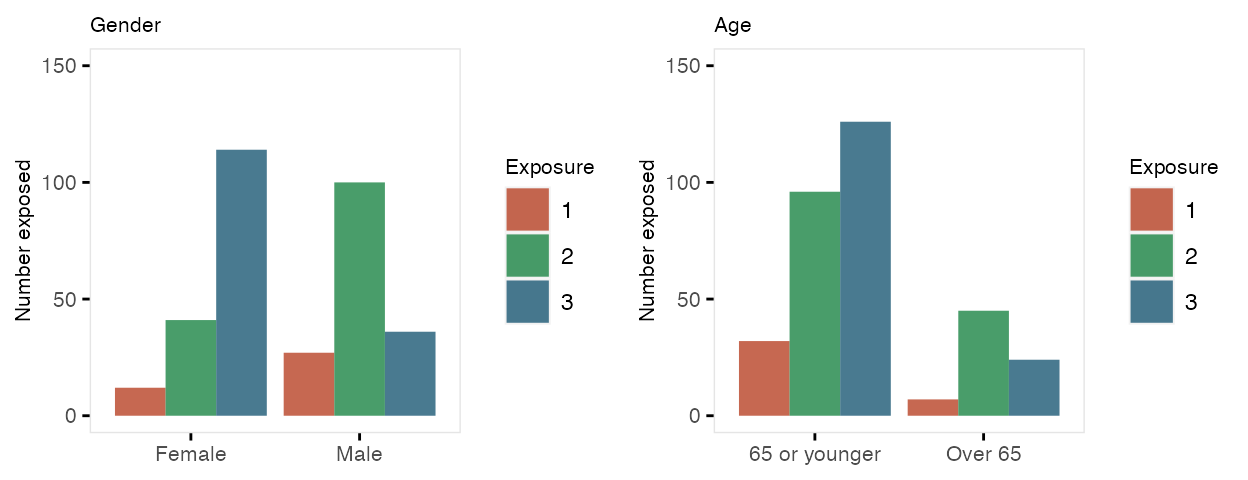 Gender
150
100
50
0
Number exposed
Female
Male
Exposure
1
2
3
Age
150
100
50
0
Number exposed
65 or younger
Over 65
Exposure
1
2
3